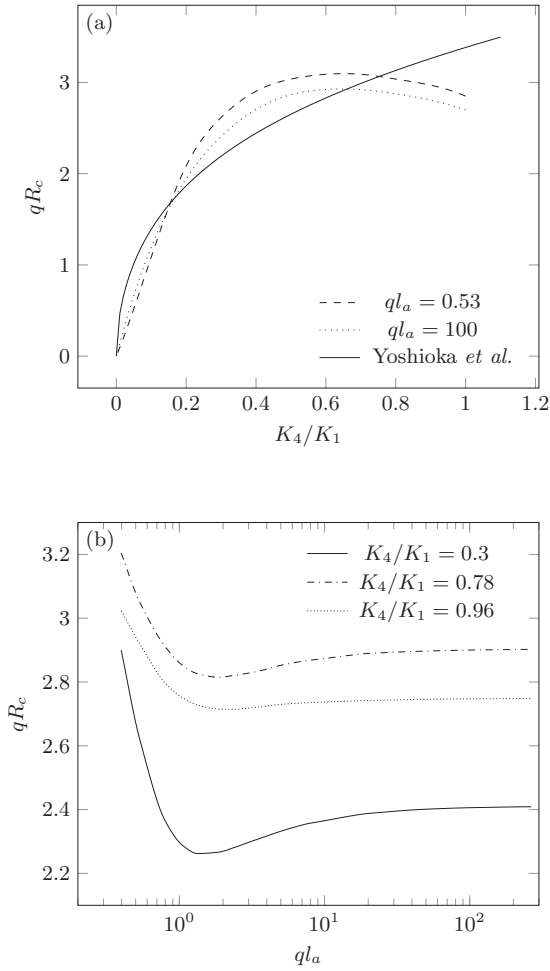 (a)
3
2
1
0
qR_c
ql_a = 0.53
ql_a = 100
Yoshioka et al.
0 0.2 0.4 0.6 0.8 1 1.2
K_4/K_1
(b)
3.2
3
2.8
2.6
2.4
2.2
qR_c
K_4/K_1 = 0.3
K_4/K_1 = 0.78
K_4/K_1 = 0.96
10^0 10^1 10^2
ql_a